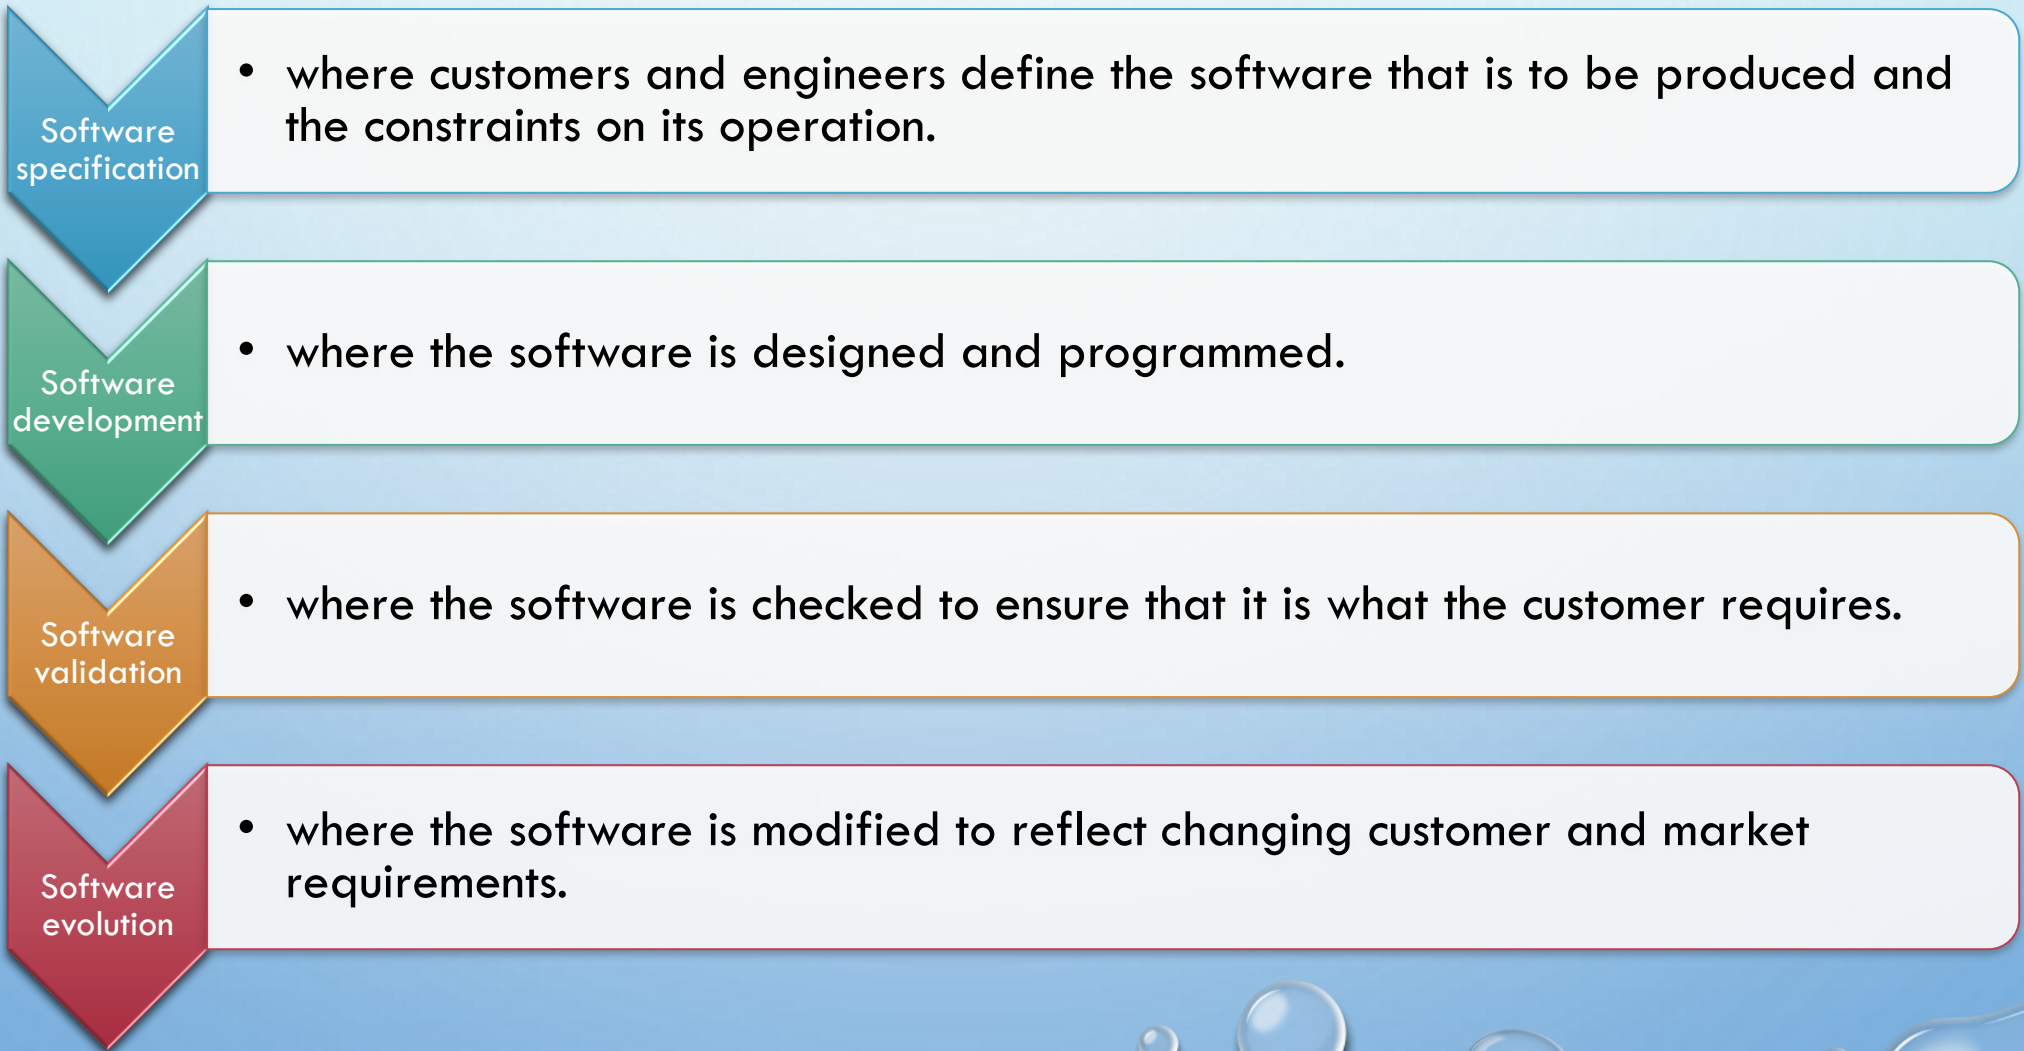 Software
specification
• where customers and engineers define the software that is to be produced and
the constraints on its operation.
Software
development
• where the software is designed and programmed.
Software
validation
• where the software is checked to ensure that it is what the customer requires.
Software
evolution
• where the software is modified to reflect changing customer and market
requirements.